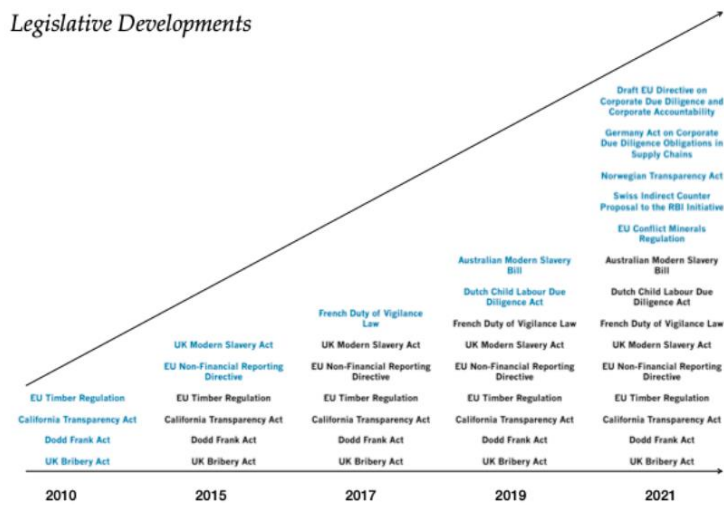 Legislative Developments
Draft EU Directive on
Corporate Due Diligence and
Corporate Accountability
Germany Act on Corporate
Due Diligence Obligations in
Supply Chains
Norwegian Transparency Act
Swiss Indirect Counter
Proposal to the RBI Initiative
EU Conflict Minerals
Regulation
Australian Modern Slavery
Bill
Dutch Child Labour Due
Diligence Act
French Duty of Vigilance Law
UK Modern Slavery Act
EU Non-Financial Reporting
Directive
EU Timber Regulation
California Transparency Act
Dodd Frank Act
UK Bribery Act
2021
Australian Modern Slavery
Bill
Dutch Child Labour Due
Diligence Act
French Duty of Vigilance Law
UK Modern Slavery Act
EU Non-Financial Reporting
Directive
EU Timber Regulation
California Transparency Act
Dodd Frank Act
UK Bribery Act
2019
French Duty of Vigilance
Law
UK Modern Slavery Act
EU Non-Financial Reporting
Directive
EU Timber Regulation
California Transparency Act
Dodd Frank Act
UK Bribery Act
2017
UK Modern Slavery Act
EU Non-Financial Reporting
Directive
EU Timber Regulation
California Transparency Act
Dodd Frank Act
UK Bribery Act
2015
EU Timber Regulation
California Transparency Act
Dodd Frank Act
UK Bribery Act
2010